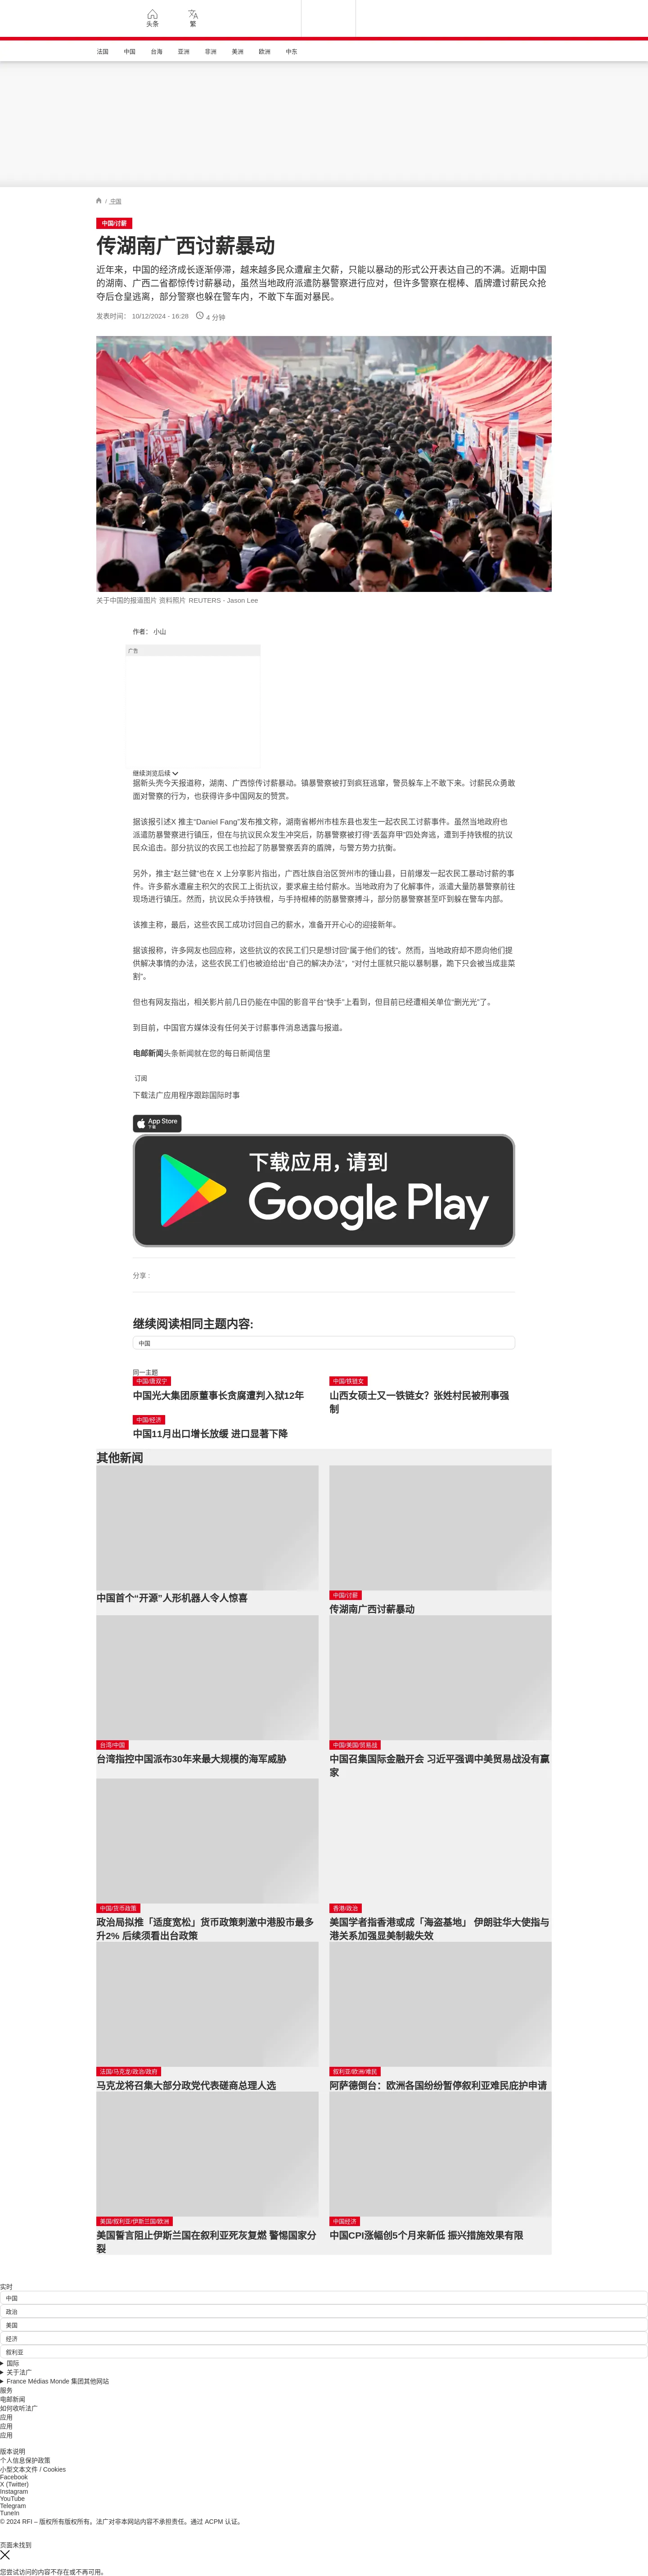 头条
繁
法国 中国 台海 亚洲 非洲 美洲 欧洲 中东
/ 中国
中国/讨薪
传湖南广西讨薪暴动
近年来，中国的经济成长逐渐停滞，越来越多民众遭雇主欠薪，只能以暴动的形式公开表达自己的不满。近期中国
的湖南、广西二省都惊传讨薪暴动，虽然当地政府派遣防暴警察进行应对，但许多警察在棍棒、盾牌遭讨薪民众抢
夺后仓皇逃离，部分警察也躲在警车内，不敢下车面对暴民。
发表时间： 10/12/2024 - 16:28 4 分钟
关于中国的报道图片 资料照片 REUTERS - Jason Lee
作者： 小山
广告
继续浏览后续
据新头壳今天报道称，湖南、广西惊传讨薪暴动。镇暴警察被打到疯狂逃窜，警员躲车上不敢下来。讨薪民众勇敢
面对警察的行为，也获得许多中国网友的赞赏。
据该报引述X 推主“Daniel Fang”发布推文称，湖南省郴州市桂东县也发生一起农民工讨薪事件。虽然当地政府也
派遣防暴警察进行镇压，但在与抗议民众发生冲突后，防暴警察被打得“丢盔弃甲”四处奔逃，遭到手持铁棍的抗议
民众追击。部分抗议的农民工也捡起了防暴警察丢弃的盾牌，与警方势力抗衡。
另外，推主“赵兰健”也在 X 上分享影片指出，广西壮族自治区贺州市的锺山县，日前爆发一起农民工暴动讨薪的事
件。许多薪水遭雇主积欠的农民工上街抗议，要求雇主给付薪水。当地政府为了化解事件，派遣大量防暴警察前往
现场进行镇压。然而，抗议民众手持铁棍，与手持棍棒的防暴警察搏斗，部分防暴警察甚至吓到躲在警车内部。
该推主称，最后，这些农民工成功讨回自己的薪水，准备开开心心的迎接新年。
据该报称，许多网友也回应称，这些抗议的农民工们只是想讨回“属于他们的钱”。然而，当地政府却不愿向他们提
供解决事情的办法，这些农民工们也被迫给出“自己的解决办法”，“对付土匪就只能以暴制暴，跪下只会被当成韭菜
割”。
但也有网友指出，相关影片前几日仍能在中国的影音平台“快手”上看到，但目前已经遭相关单位“删光光”了。
到目前，中国官方媒体没有任何关于讨薪事件消息透露与报道。
电邮新闻头条新闻就在您的每日新闻信里
订阅
下载法广应用程序跟踪国际时事
App Store
下载
下载应用，请到
Google Play
分享 :
继续阅读相同主题内容:
中国
同一主题
中国/唐双宁
中国光大集团原董事长贪腐遭判入狱12年
中国/铁链女
山西女硕士又一铁链女？张姓村民被刑事强
制
中国/经济
中国11月出口增长放缓 进口显著下降
其他新闻
中国首个“开源”人形机器人令人惊喜
中国/讨薪
传湖南广西讨薪暴动
台湾/中国
台湾指控中国派布30年来最大规模的海军威胁
中国/美国/贸易战
中国召集国际金融开会 习近平强调中美贸易战没有赢
家
中国/货币政策
政治局拟推「适度宽松」货币政策刺激中港股市最多
升2% 后续须看出台政策
香港/政治
美国学者指香港或成「海盗基地」 伊朗驻华大使指与
港关系加强显美制裁失效
法国/马克龙/政治/政府
马克龙将召集大部分政党代表磋商总理人选
叙利亚/欧洲/难民
阿萨德倒台：欧洲各国纷纷暂停叙利亚难民庇护申请
美国/叙利亚/伊斯兰国/欧洲
美国誓言阻止伊斯兰国在叙利亚死灰复燃 警惕国家分
裂
中国经济
中国CPI涨幅创5个月来新低 振兴措施效果有限
实时
中国
政治
美国
经济
叙利亚
国际
关于法广
France Médias Monde 集团其他网站
服务
电邮新闻
如何收听法广
应用
应用
应用
版本说明
个人信息保护政策
小型文本文件 / Cookies
Facebook
X (Twitter)
Instagram
YouTube
Telegram
TuneIn
© 2024 RFI – 版权所有版权所有。法广对非本网站内容不承担责任。通过 ACPM 认证。
页面未找到
您尝试访问的内容不存在或不再可用。